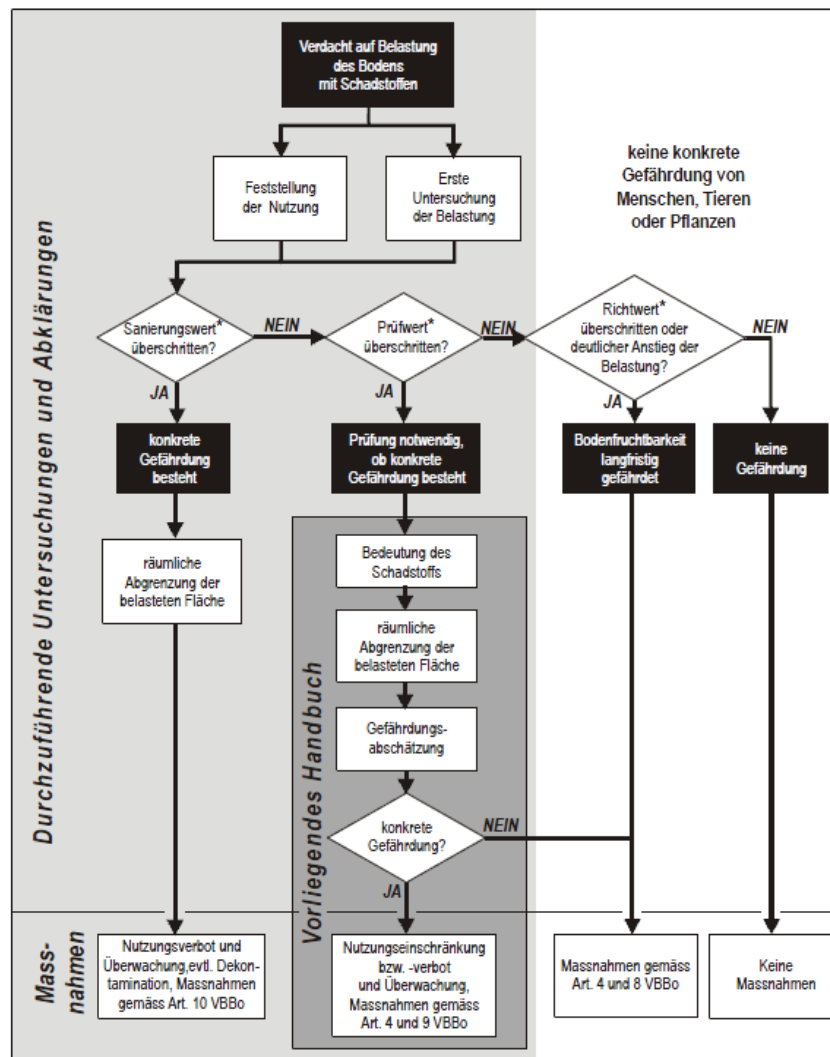 Verdacht auf Belastung
des Bodens
mit Schadstoffen
Feststellung
der Nutzung
Erste
Untersuchung
der Belastung
keine konkrete
Gefährdung von
Menschen, Tieren
oder Pflanzen
Durchzuführende Untersuchungen und Abklärungen
Sanierungswert*
überschritten?
NEIN
Prüfwert*
überschritten?
NEIN
Richtwert*
überschritten oder
deutlicher Anstieg der
Belastung?
NEIN
JA
JA
JA
konkrete
Gefährdung
besteht
Prüfung notwendig,
ob konkrete
Gefährdung besteht
Bodenfruchtbarkeit
langfristig
gefährdet
keine
Gefährdung
räumliche
Abgrenzung der
belasteten Fläche
Vorliegendes Handbuch
Bedeutung des
Schadstoffs
räumliche
Abgrenzung der
belasteten Fläche
Gefährdungs-
abschätzung
konkrete
Gefährdung?
NEIN
JA
Mass-
nahmen
Nutzungsverbot und
Überwachung,evtl. Dekon-
tamination, Massnahmen
gemäss Art. 10 VBBo
Nutzungseinschränkung
bzw. -verbot
und Überwachung,
Massnahmen gemäss
Art. 4 und 9 VBBo
Massnahmen gemäss
Art. 4 und 8 VBBo
Keine
Massnahmen